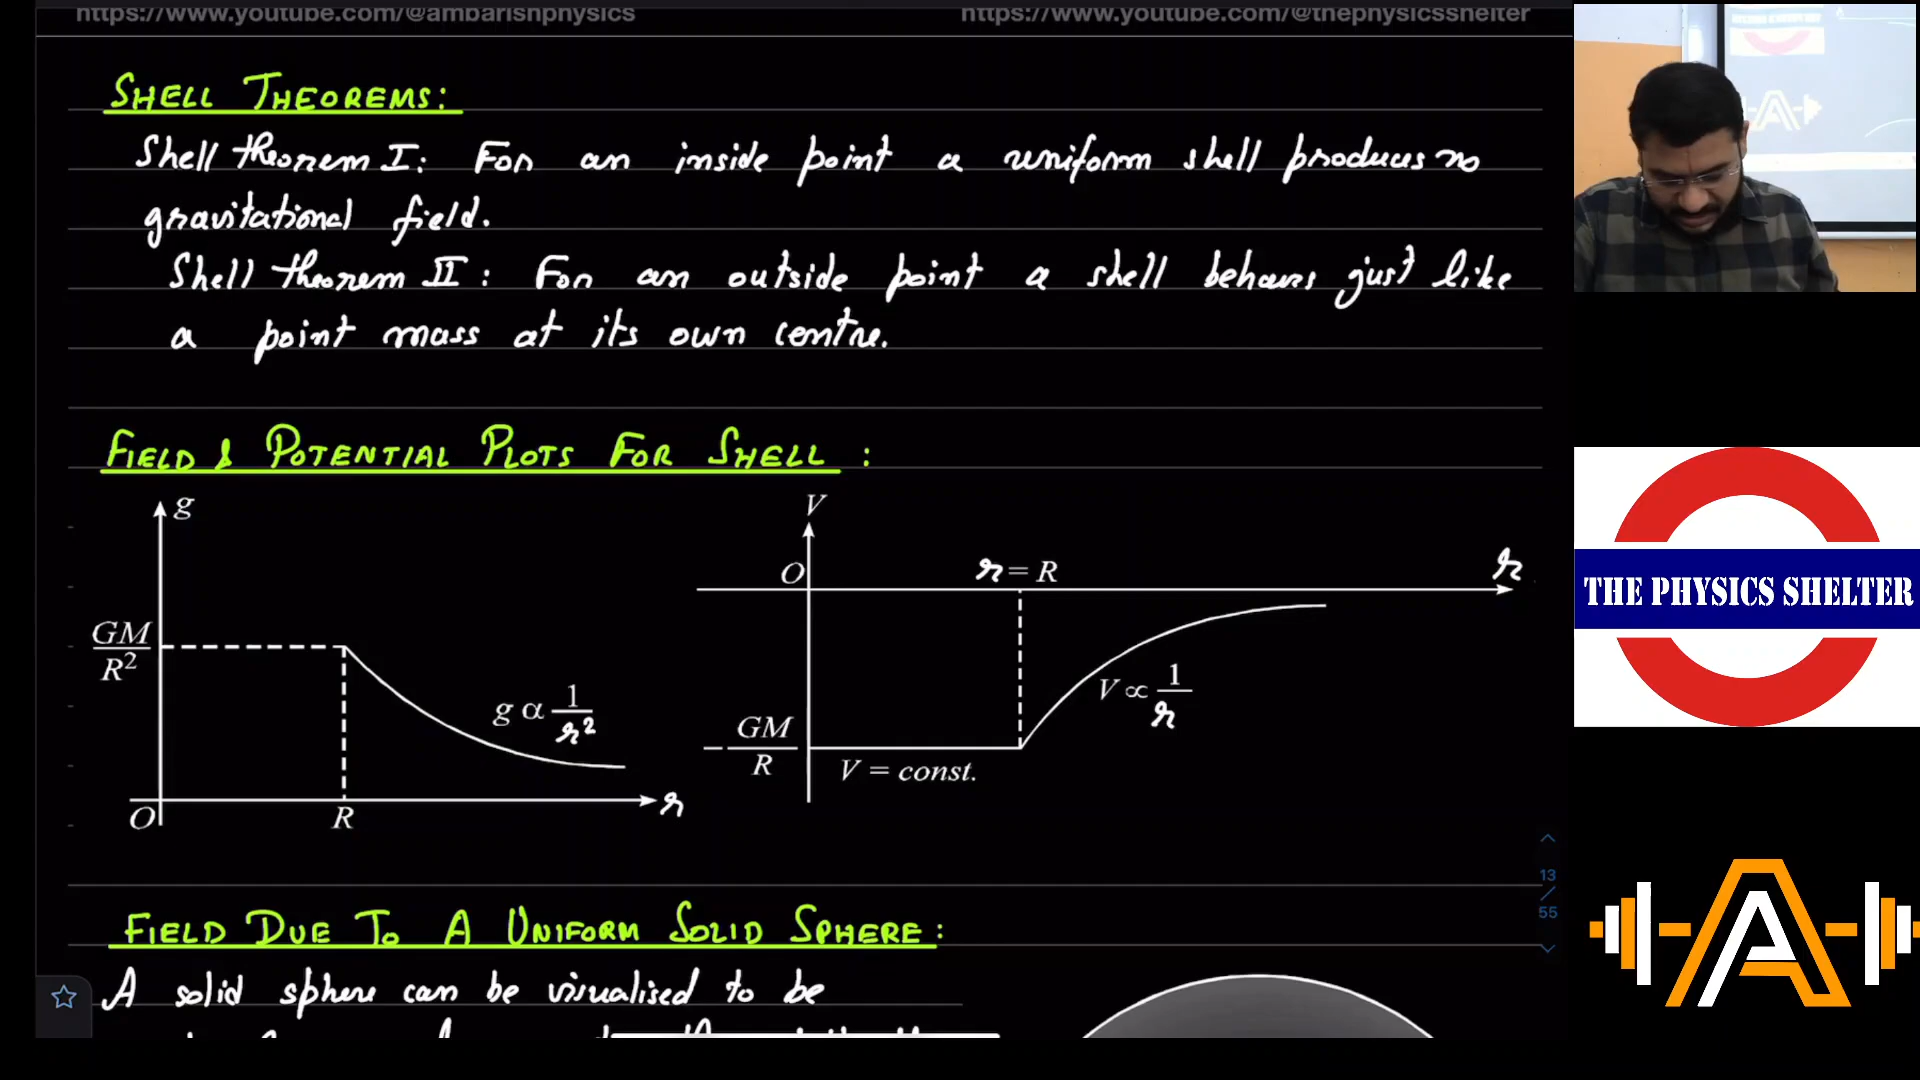 https://www.youtube.com/@ambarishphysics https://www.youtube.com/@thephysicsshelter
SHELL THEOREMS:
Shell theorem I: For an inside point a uniform shell produces no
gravitational field.
Shell theorem II: For an outside point a shell behaves just like
a point mass at its own centre.
FIELD & POTENTIAL PLOTS FOR SHELL :
g
GM/R²
g ∝ 1/r²
O
R
r
V
O
r = R
r
V ∝ 1/r
-GM/R
V = const.
13
/
55
FIELD DUE TO A UNIFORM SOLID SPHERE:
A solid sphere can be visualised to be
THE PHYSICS SHELTER
A